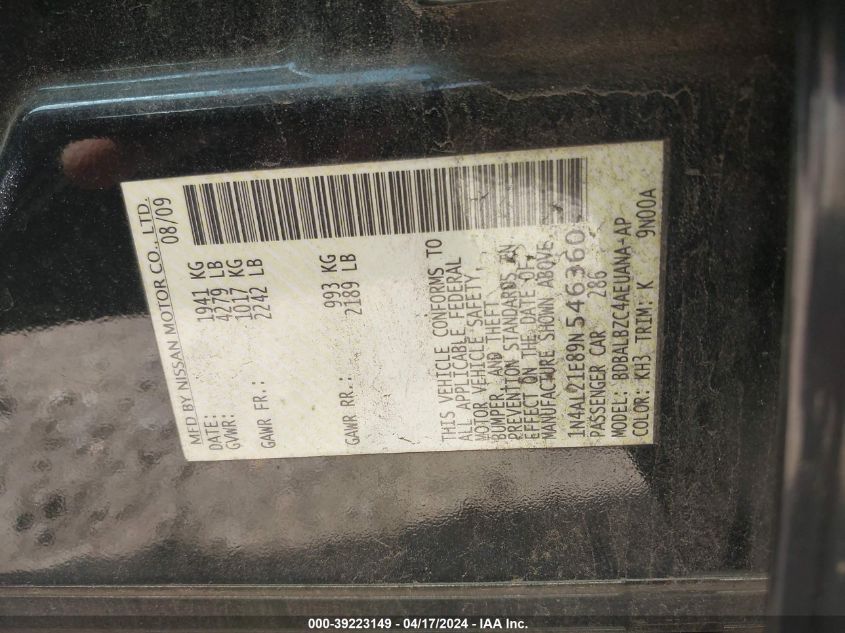 MFD BY NISSAN MOTOR CO., LTD.
DATE: 08/09
GVWR: 1941 KG
4279 LB
GAWR FR.: 1017 KG
2242 LB
GAWR RR.: 993 KG
2189 LB
THIS VEHICLE CONFORMS TO
ALL APPLICABLE FEDERAL
MOTOR VEHICLE SAFETY,
BUMPER, AND THEFT
PREVENTION STANDARDS IN
EFFECT ON THE DATE OF
MANUFACTURE SHOWN ABOVE.
1N4AL21E89N546360
PASSENGER CAR 286
MODEL: BDBALBZC4AEUANA-AP
COLOR: KH3 TRIM: K 9N00A
000-39223149 - 04/17/2024 - IAA Inc.